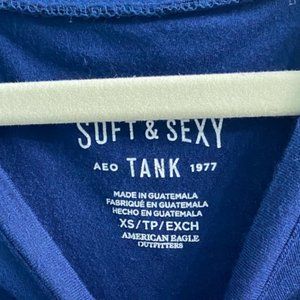 SOFT & SEXY
AEO TANK 1977
MADE IN GUATEMALA
FABRIQUÉ EN GUATEMALA
HECHO EN GUATEMALA
XS/TP/EXCH
AMERICAN EAGLE
OUTFITTERS